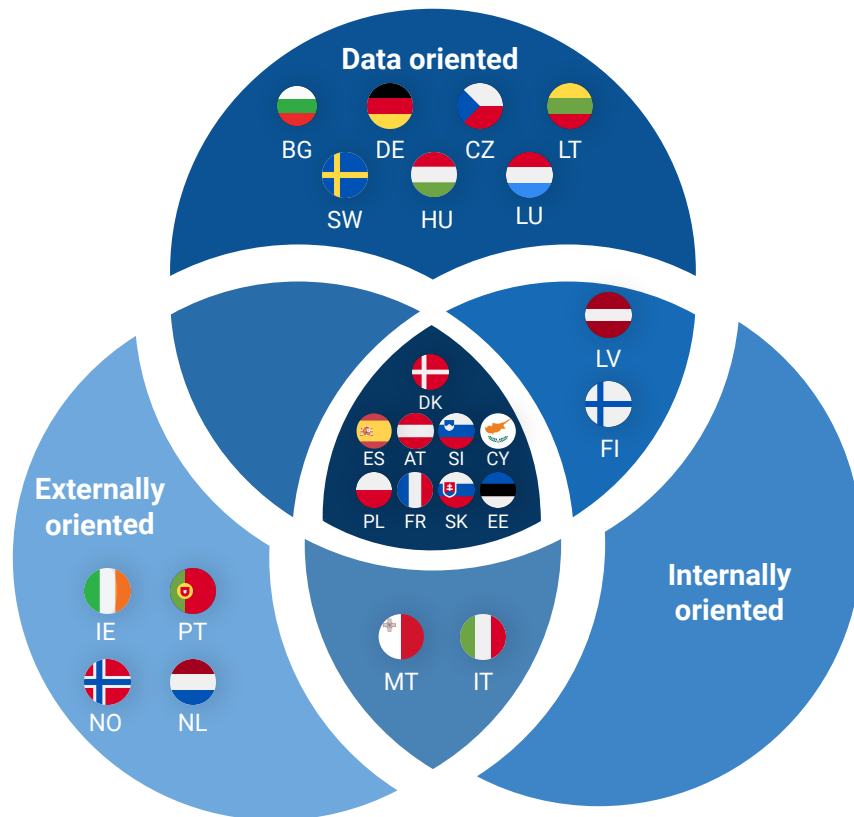 Data oriented
BG DE CZ LT
SW HU LU
LV
FI
DK
ES AT SI CY
PL FR SK EE
Externally
oriented
IE PT
NO NL
Internally
oriented
MT IT